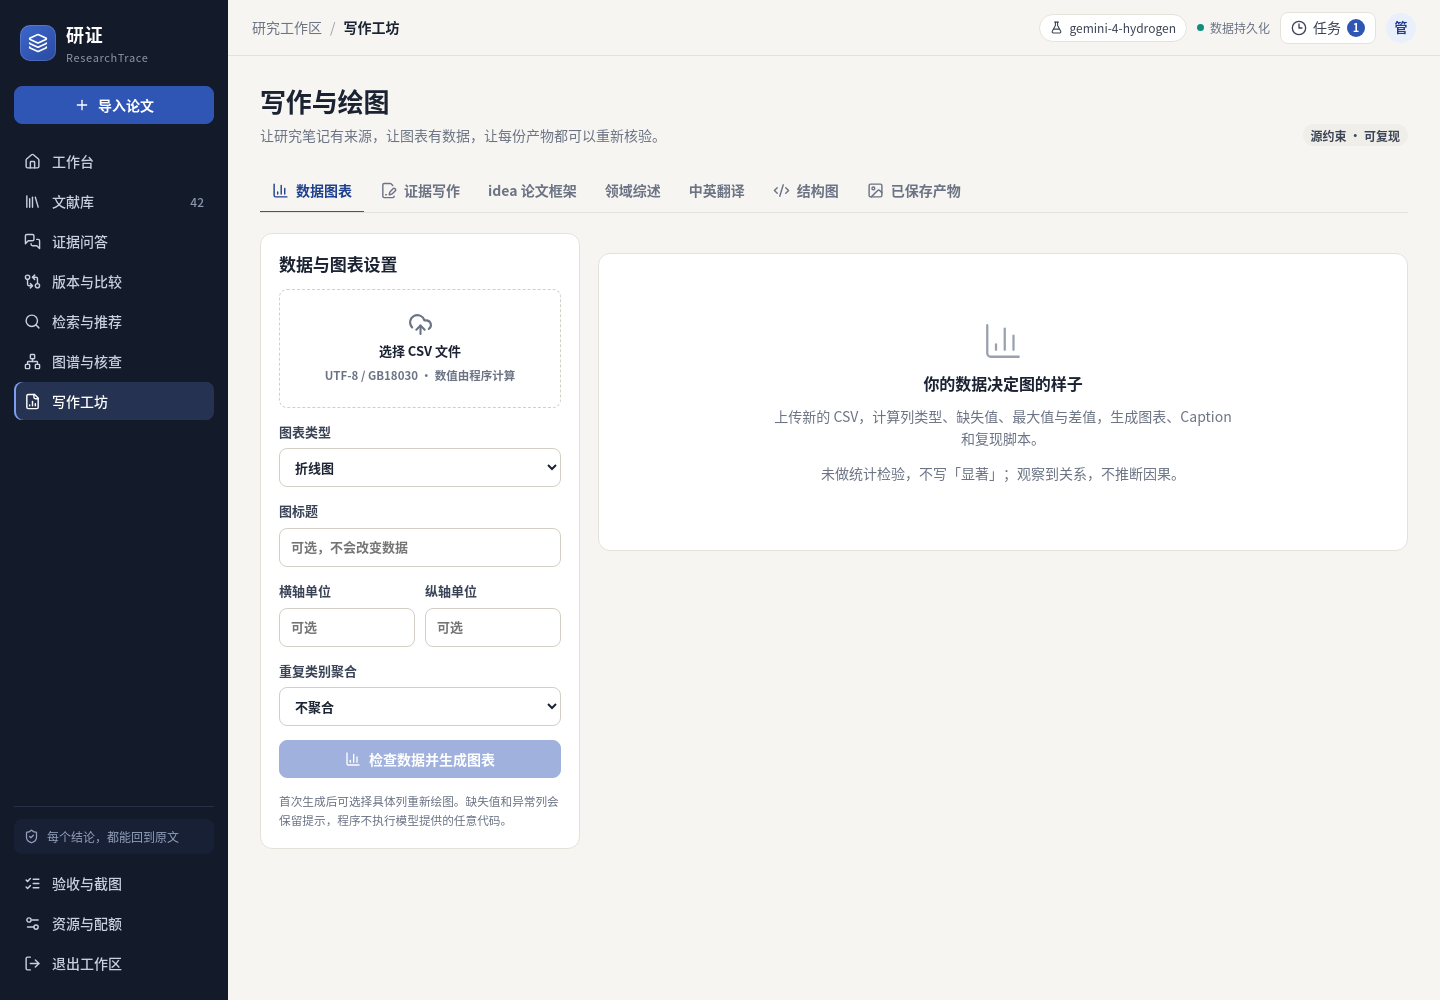 研证
ResearchTrace
导入论文
工作台
文献库 42
证据问答
版本与比较
检索与推荐
图谱与核查
写作工坊
每个结论，都能回到原文
验收与截图
资源与配额
退出工作区
研究工作区 / 写作工坊
gemini-4-hydrogen
数据持久化
任务 1
管
写作与绘图
让研究笔记有来源，让图表有数据，让每份产物都可以重新核验。
源约束 · 可复现
数据图表 证据写作 idea 论文框架 领域综述 中英翻译 结构图 已保存产物
数据与图表设置
选择 CSV 文件
UTF-8 / GB18030 · 数值由程序计算
图表类型
折线图
图标题
可选，不会改变数据
横轴单位 纵轴单位
可选 可选
重复类别聚合
不聚合
检查数据并生成图表
首次生成后可选择具体列重新绘图。缺失值和异常列会
保留提示，程序不执行模型提供的任意代码。
你的数据决定图的样子
上传新的 CSV，计算列类型、缺失值、最大值与差值，生成图表、Caption
和复现脚本。
未做统计检验，不写「显著」；观察到关系，不推断因果。